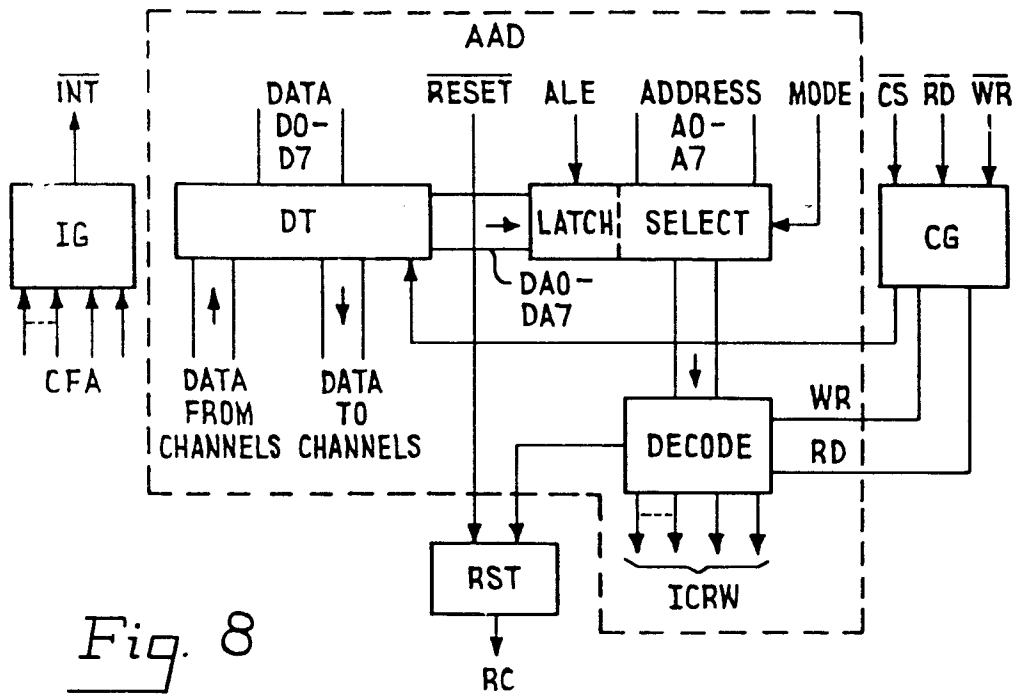 AAD
INT
DATA
D0-
D7
RESET
ALE
ADDRESS
A0-
A7
MODE
CS
RD
WR
IG
DT
LATCH
SELECT
CG
DA0-
DA7
CFA
DATA
FROM
CHANNELS
DATA
TO
CHANNELS
DECODE
WR
RD
RST
ICRW
RC
Fig. 8